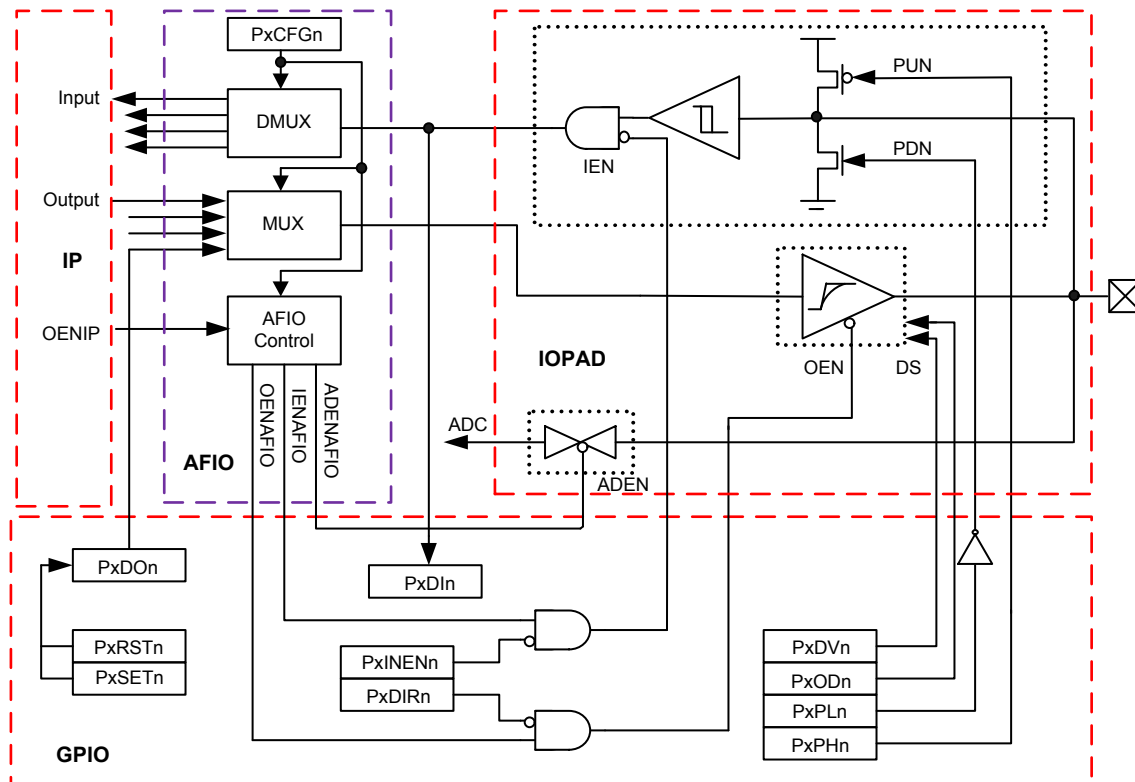 PxCFGn
PUN
Input
DMUX
PDN
IEN
Output
MUX
IP
OENIP
AFIO
Control
IOPAD
OEN
DS
OENAFIO
IENAFIO
ADENAFIO
ADC
AFIO
ADEN
PxDOn
PxDIn
PxRSTn
PxSETn
PxINENn
PxDIRn
PxDVn
PxODn
PxPLn
PxPHn
GPIO